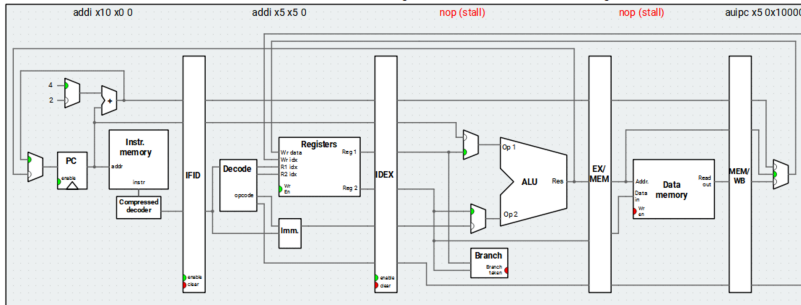 addi x10 x0 0
addi x5 x5 0
nop (stall)
nop (stall)
auipc x5 0x10000
4
2
+
PC
enable
addr
Instr.
memory
instr
Compressed
decoder
IFID
enable
clear
Decode
opcode
Registers
Wr data
Wr idx
R1 idx
R2 idx
Wr
En
Reg 1
Reg 2
Imm.
IDEX
enable
clear
Op 1
Op 2
ALU
Res
Branch
Branch
taken
EX/
MEM
Addr.
Data
in
Wr
en
Data
memory
Read
out
MEM/
WB